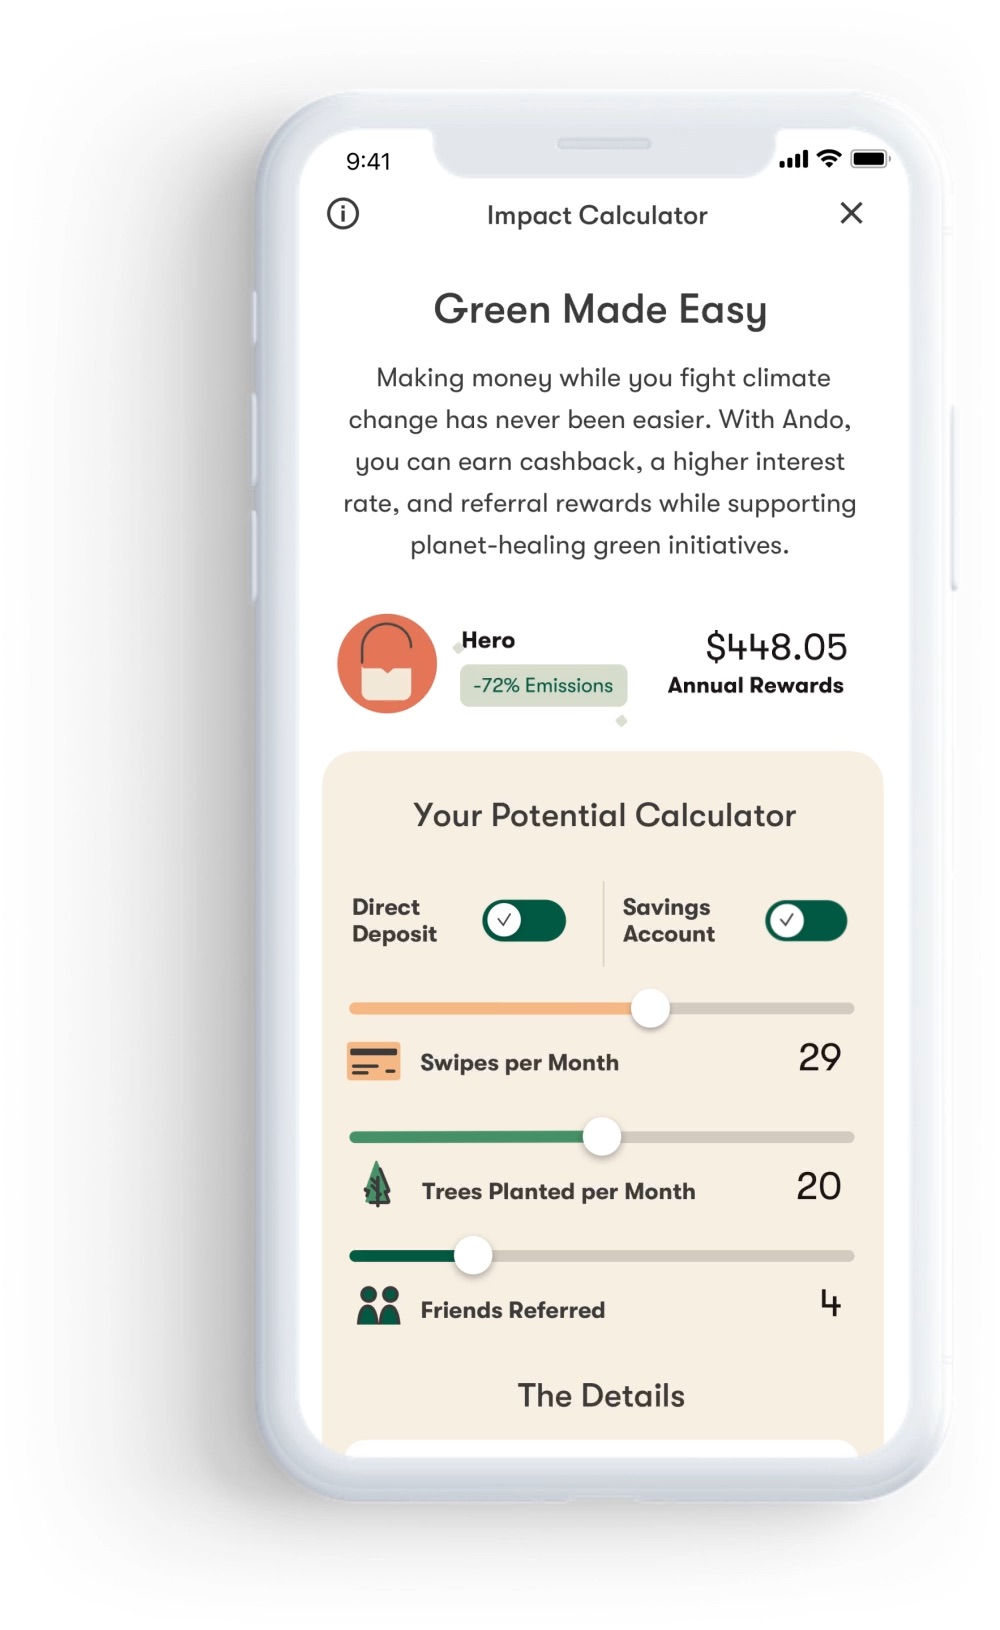 9:41
Impact Calculator
Green Made Easy
Making money while you fight climate
change has never been easier. With Ando,
you can earn cashback, a higher interest
rate, and referral rewards while supporting
planet-healing green initiatives.
Hero
-72% Emissions
$448.05
Annual Rewards
Your Potential Calculator
Direct
Deposit
Savings
Account
Swipes per Month
29
Trees Planted per Month
20
Friends Referred
4
The Details